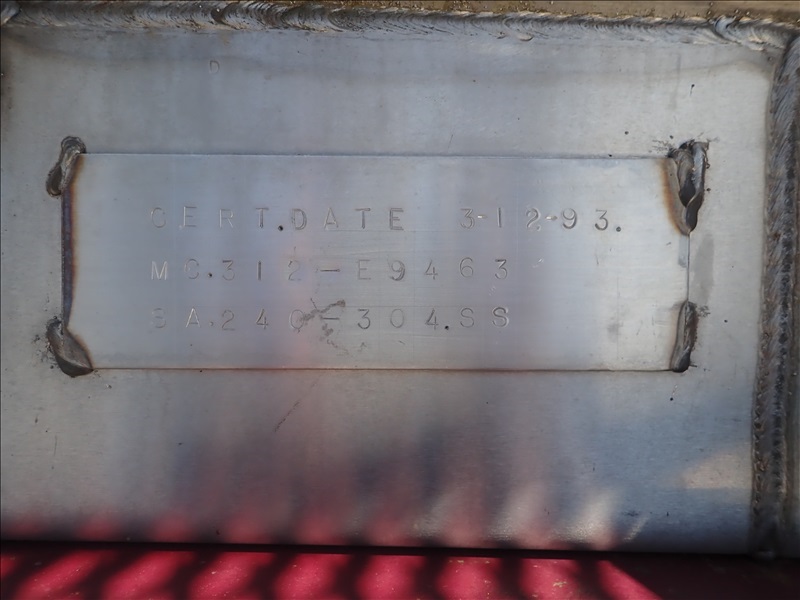 D
CERT.DATE 3-12-93.
MC.312-E9463
SA.240-304.SS